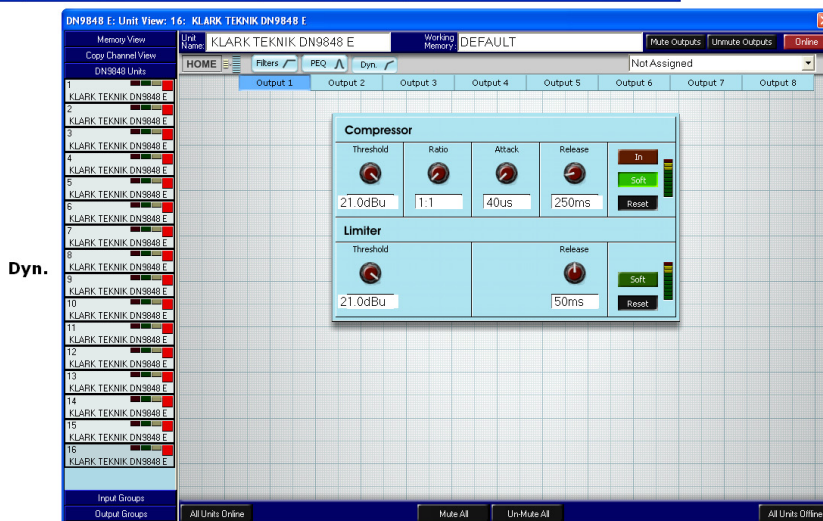 DN9848 E: Unit View: 16: KLARK TEKNIK DN9848 E
Memory View
Copy Channel View
DN9848 Units
Unit Name: KLARK TEKNIK DN9848 E
Working Memory: DEFAULT
Mute Outputs
Unmute Outputs
Online
HOME
Filters
PEQ
Dyn.
Not Assigned
Output 1
Output 2
Output 3
Output 4
Output 5
Output 6
Output 7
Output 8
1
KLARK TEKNIK DN9848 E
2
KLARK TEKNIK DN9848 E
3
KLARK TEKNIK DN9848 E
4
KLARK TEKNIK DN9848 E
5
KLARK TEKNIK DN9848 E
6
KLARK TEKNIK DN9848 E
7
KLARK TEKNIK DN9848 E
8
KLARK TEKNIK DN9848 E
9
KLARK TEKNIK DN9848 E
10
KLARK TEKNIK DN9848 E
11
KLARK TEKNIK DN9848 E
12
KLARK TEKNIK DN9848 E
13
KLARK TEKNIK DN9848 E
14
KLARK TEKNIK DN9848 E
15
KLARK TEKNIK DN9848 E
16
KLARK TEKNIK DN9848 E
Input Groups
Output Groups
Dyn.
Compressor
Threshold
Ratio
Attack
Release
21.0dBu
1:1
40us
250ms
In
Soft
Reset
Limiter
Threshold
Release
21.0dBu
50ms
Soft
Reset
All Units Online
Mute All
Un-Mute All
All Units Offline